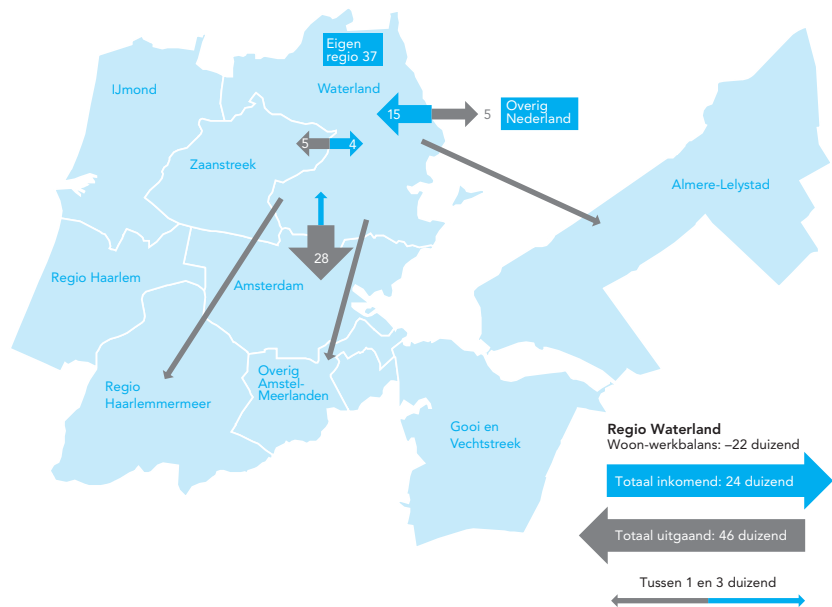 Eigen
regio 37
IJmond
Waterland
15
5
Overig
Nederland
5
4
Zaanstreek
Almere-Lelystad
28
Regio Haarlem
Amsterdam
Regio
Haarlemmermeer
Overig
Amstel-
Meerlanden
Gooi en
Vechtstreek
Regio Waterland
Woon-werkbalans: –22 duizend
Totaal inkomend: 24 duizend
Totaal uitgaand: 46 duizend
Tussen 1 en 3 duizend